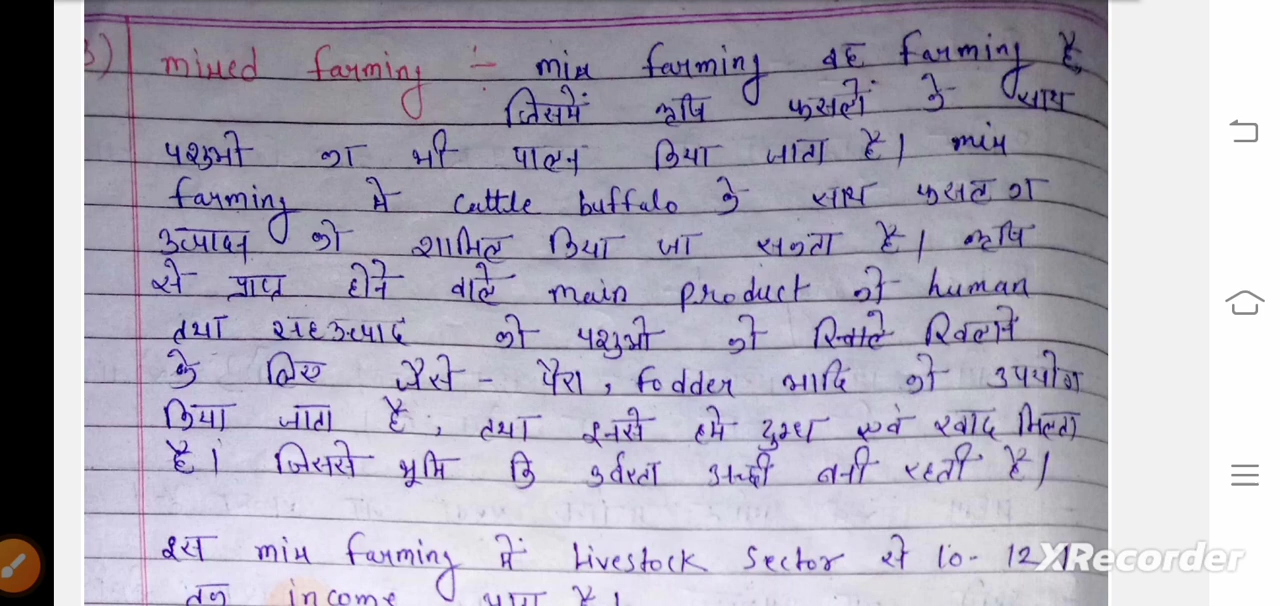 3) mixed farming :- mix farming वह farming है,
जिसमें कृषि फसलों के साथ
पशुओ का भी पालन किया जाता है। mix
farming मे cattle buffalo के साथ फसल का
उत्पादन को शामिल किया जा सकता है। कृषि
से प्राप्त होने वाले main product को human
तथा सहउत्पाद को पशुओ को खिलाने
के लिए जैसे - पैरा, fodder आदि को उपयोग
किया जाता है, तथा इनसे हमे दुग्ध एवं खाद मिलता
है। जिससे भूमि कि उर्वरता अच्छी बनी रहती है।
इस mix farming में Livestock sector से 10- 12
तक income आता है।
XRecorder